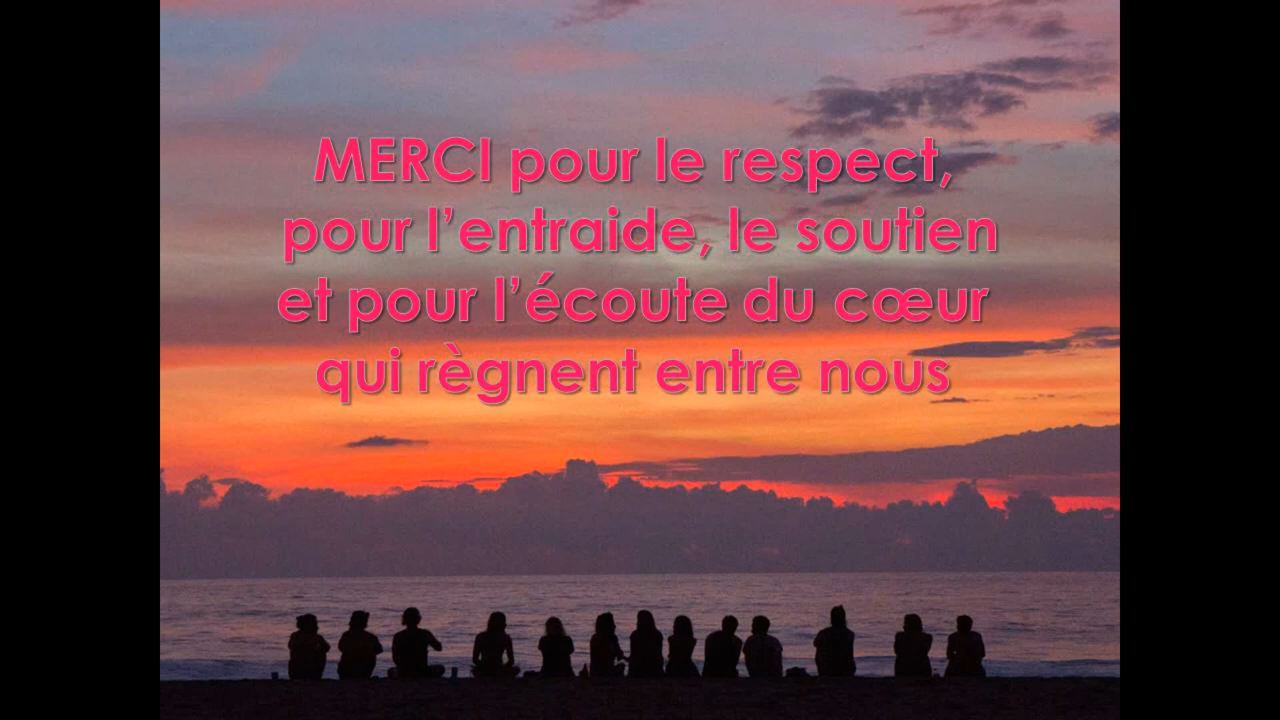 MERCI pour le respect,
pour l’entraide, le soutien
et pour l’écoute du cœur
qui règnent entre nous